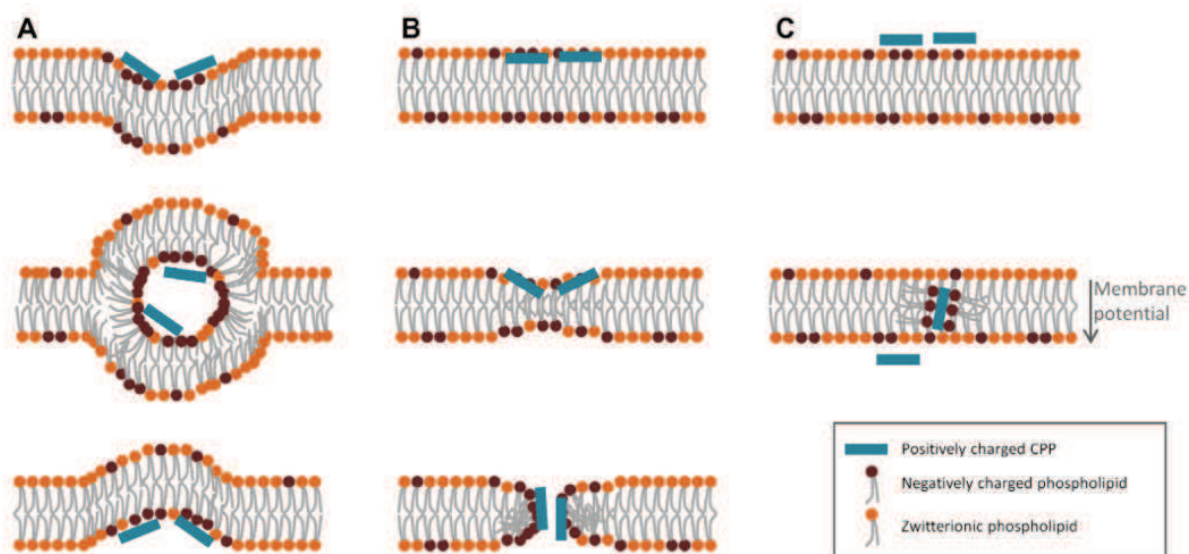 A
B
C
Membrane
potential
Positively charged CPP
Negatively charged phospholipid
Zwitterionic phospholipid